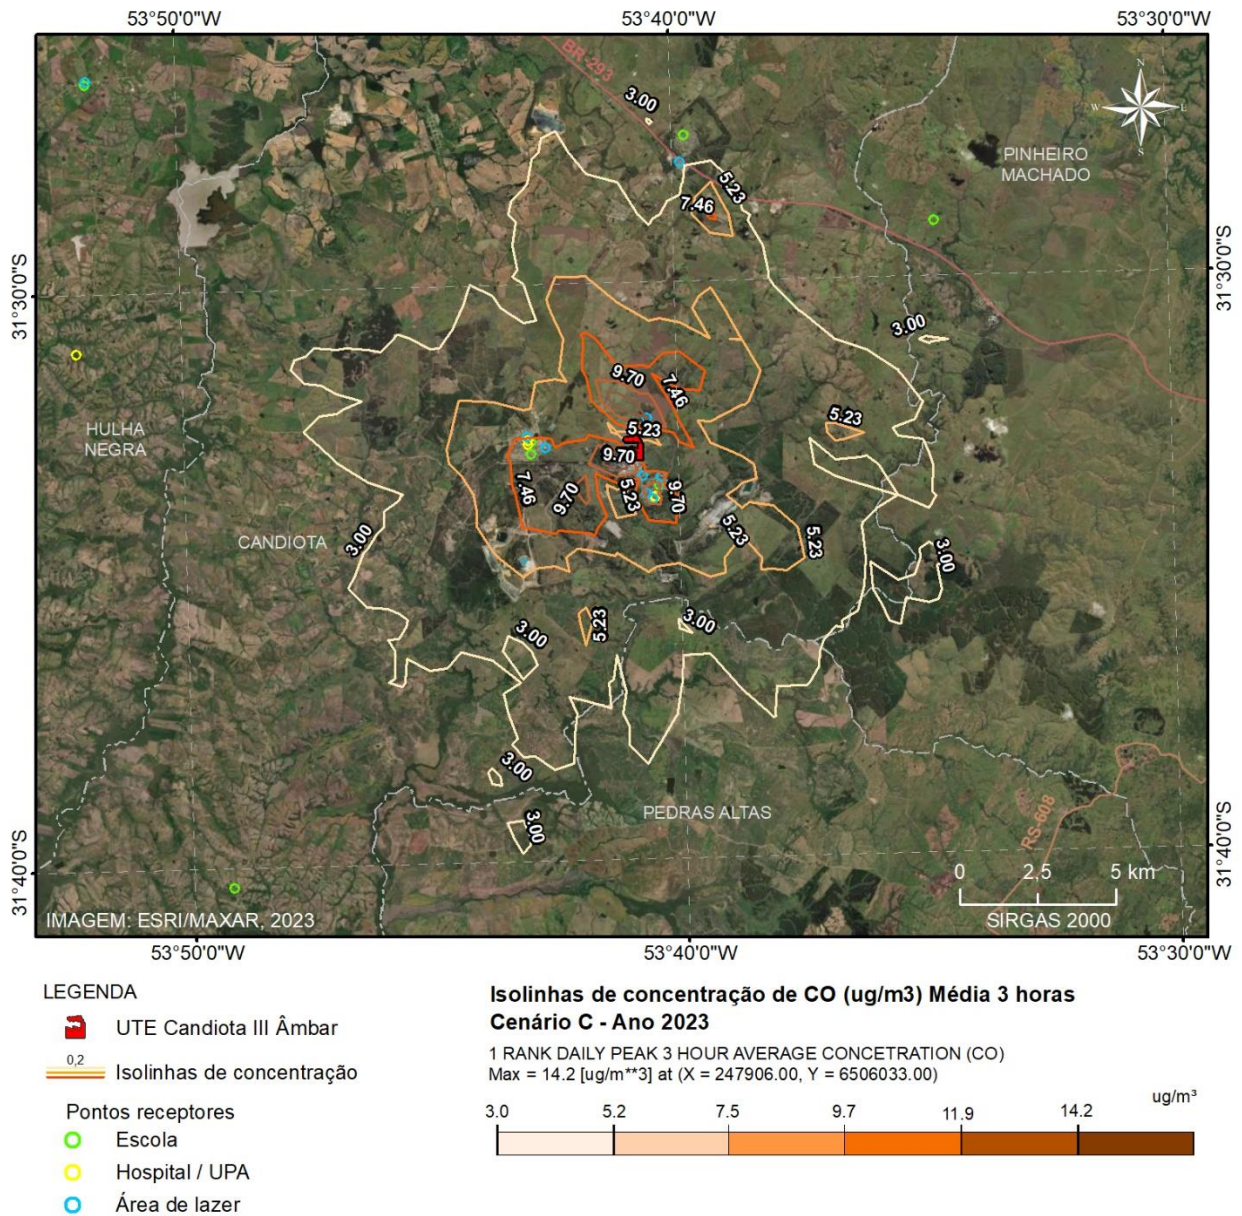 53°50'0"W
53°40'0"W
53°30'0"W
BR-293
3.00
PINHEIRO
MACHADO
N
W
L
S
5.23
7.46
31°30'0"S
31°30'0"S
3.00
9.70
7.46
5.23
5.23
HULHA
NEGRA
9.70
7.46
9.70
5.23
9.70
5.23
5.23
CANDIOTA
3.00
3.00
5.23
3.00
3.00
3.00
PEDRAS ALTAS
3.00
RS-608
31°40'0"S
31°40'0"S
0 2,5 5 km
IMAGEM: ESRI/MAXAR, 2023
SIRGAS 2000
53°50'0"W
53°40'0"W
53°30'0"W
LEGENDA
UTE Candiota III Âmbar
0,2
Isolinhas de concentração
Pontos receptores
Escola
Hospital / UPA
Área de lazer
Isolinhas de concentração de CO (ug/m3) Média 3 horas
Cenário C - Ano 2023
1 RANK DAILY PEAK 3 HOUR AVERAGE CONCETRATION (CO)
Max = 14.2 [ug/m**3] at (X = 247906.00, Y = 6506033.00)
ug/m³
3.0 5.2 7.5 9.7 11.9 14.2